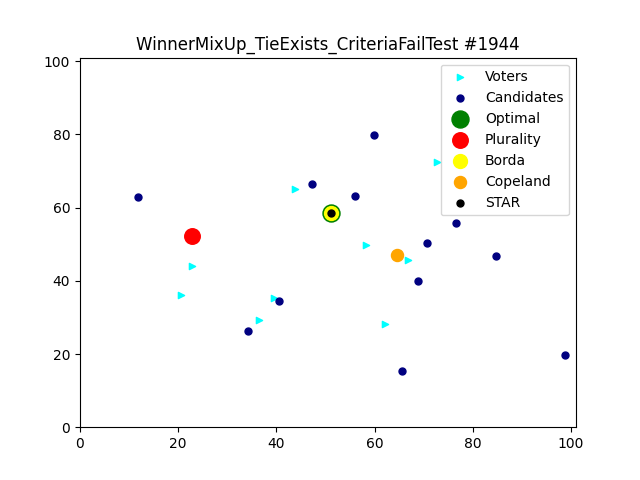 WinnerMixUp_TieExists_CriteriaFailTest #1944
100
80
60
40
20
0
0 20 40 60 80 100
Voters
Candidates
Optimal
Plurality
Borda
Copeland
STAR